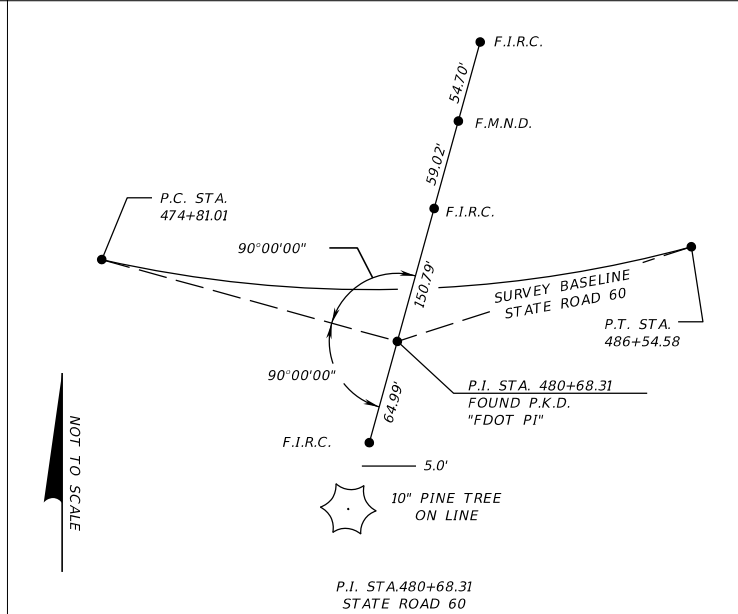 F.I.R.C.
54.70'
F.M.N.D.
59.02'
P.C. STA.
474+81.01
F.I.R.C.
90°00'00"
150.79'
SURVEY BASELINE
STATE ROAD 60
P.T. STA.
486+54.58
90°00'00"
64.99'
P.I. STA. 480+68.31
FOUND P.K.D.
"FDOT PI"
NOT TO SCALE
F.I.R.C.
5.0'
10" PINE TREE
ON LINE
P.I. STA.480+68.31
STATE ROAD 60